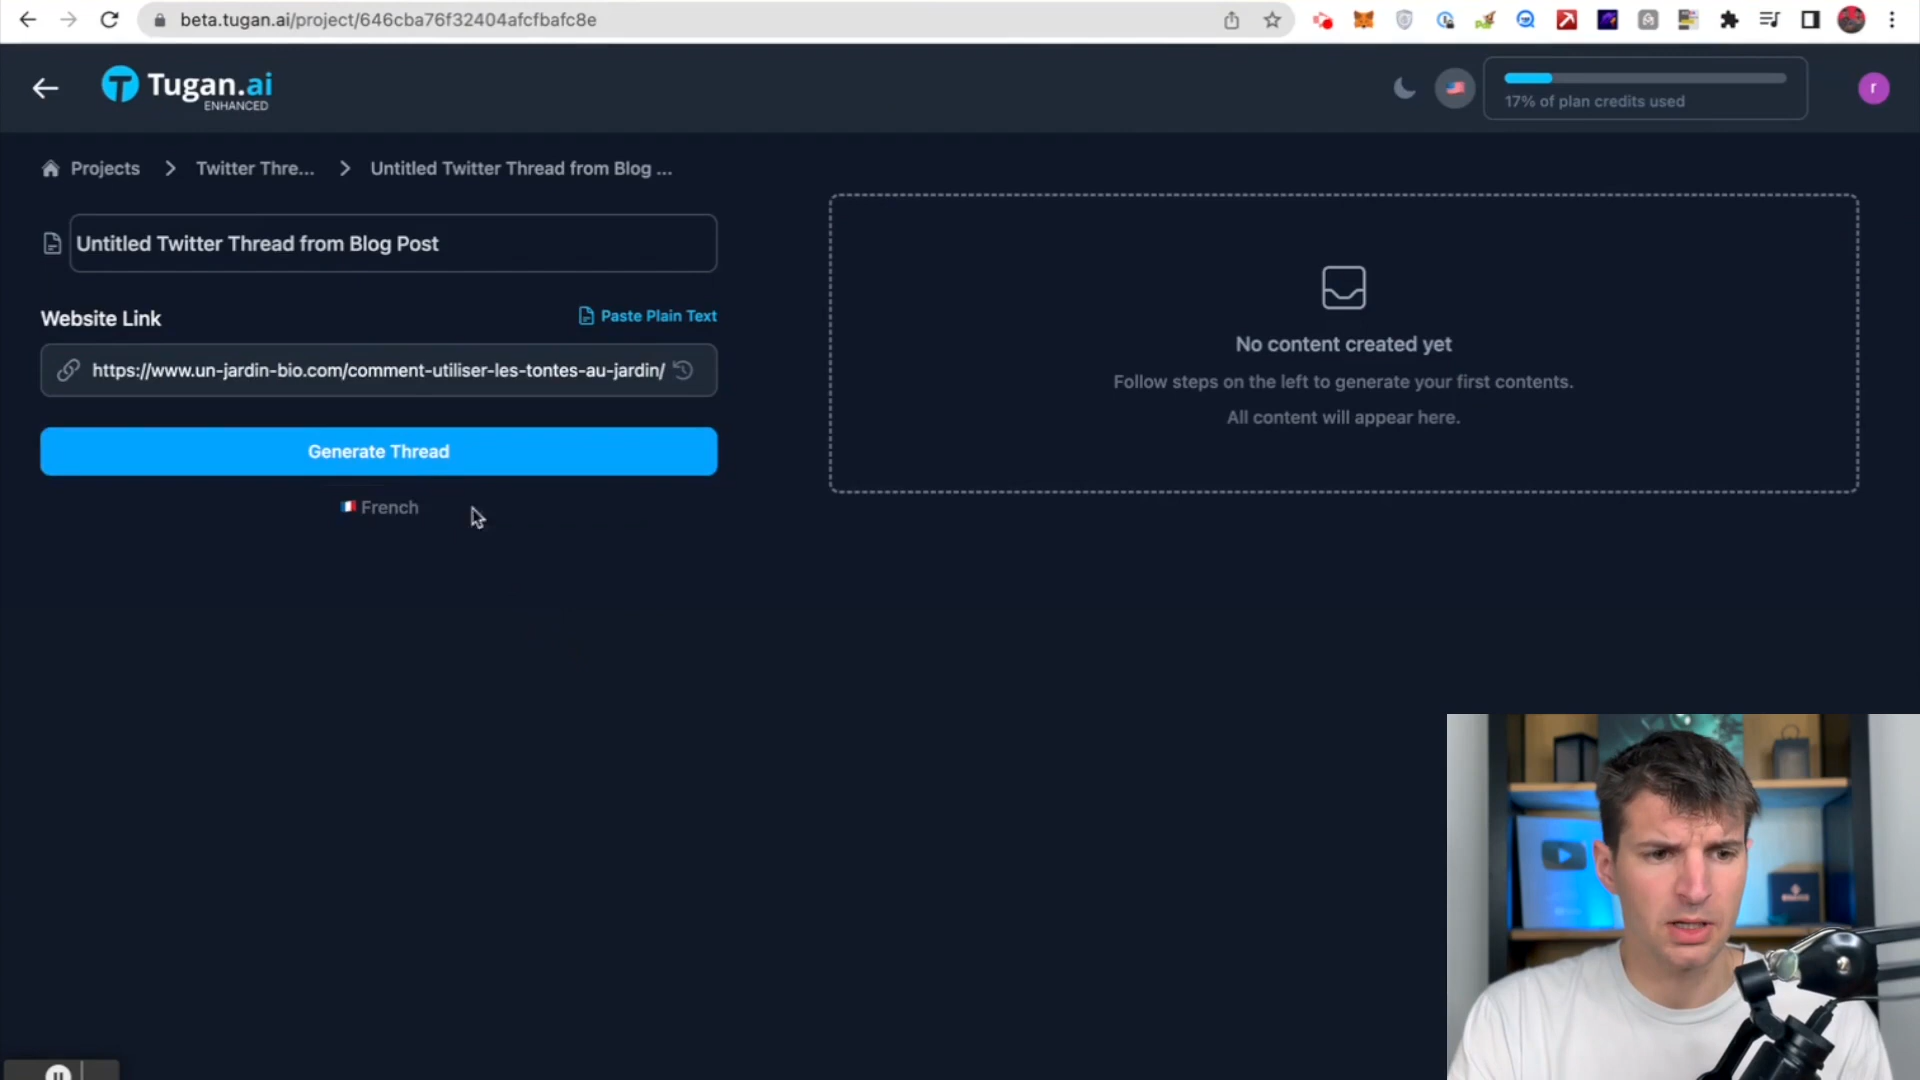 beta.tugan.ai/project/646cba76f32404afcfbafc8e
Tugan.ai
ENHANCED
17% of plan credits used
r
Projects
Twitter Thre...
Untitled Twitter Thread from Blog ...
Untitled Twitter Thread from Blog Post
Website Link
Paste Plain Text
https://www.un-jardin-bio.com/comment-utiliser-les-tontes-au-jardin/
Generate Thread
French
No content created yet
Follow steps on the left to generate your first contents.
All content will appear here.